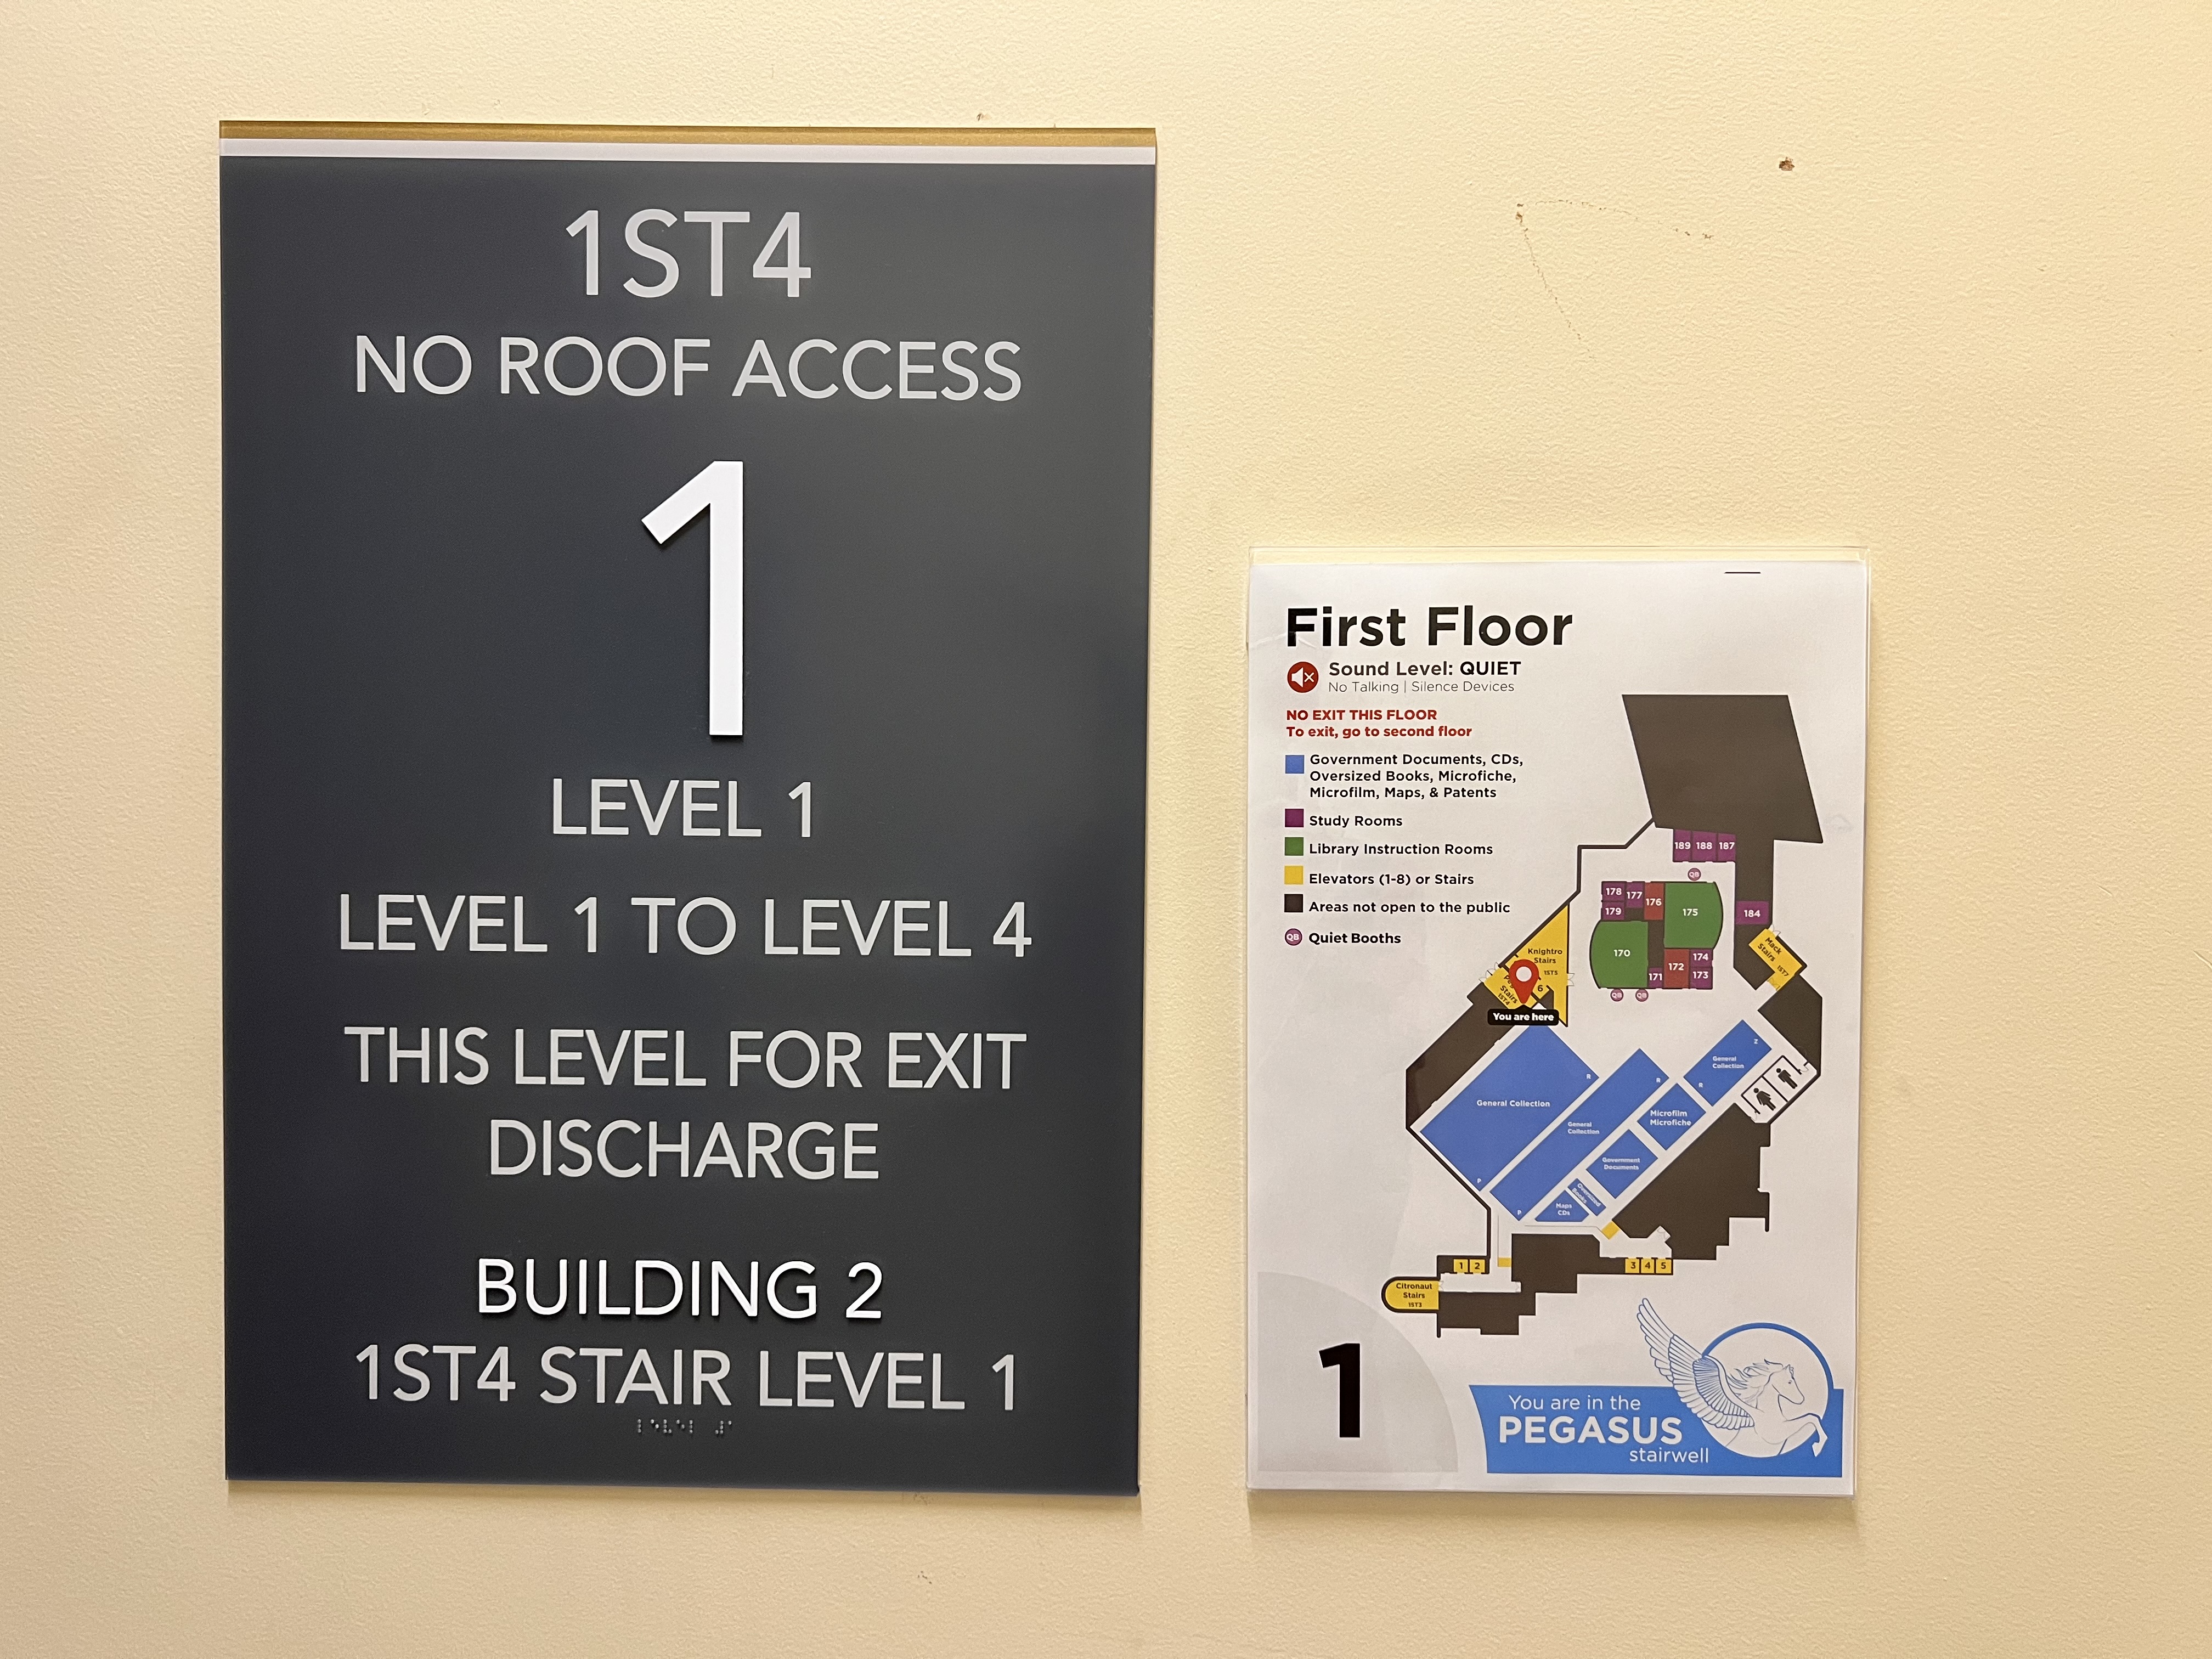 1ST4
NO ROOF ACCESS
1
LEVEL 1
LEVEL 1 TO LEVEL 4
THIS LEVEL FOR EXIT
DISCHARGE
BUILDING 2
1ST4 STAIR LEVEL 1
First Floor
Sound Level: QUIET
No Talking | Silence Devices
NO EXIT THIS FLOOR
To exit, go to second floor
Government Documents, CDs,
Oversized Books, Microfiche,
Microfilm, Maps, & Patents
Study Rooms
Library Instruction Rooms
Elevators (1-8) or Stairs
Areas not open to the public
QB Quiet Booths
189 188 187
QB
178 177 176 175
179
184
170
174
172
171 173
QB QB
Mack
Stairs
1ST7
Knightro
Stairs
1ST5
6
Stairs
1ST4
You are here
Z
General
Collection
R
R
R
General Collection
Microfilm
Microfiche
General
Collection
Government
Documents
P
Maps
CDs
P
1 2
3 4 5
Citronaut
Stairs
1ST3
1
You are in the
PEGASUS
stairwell